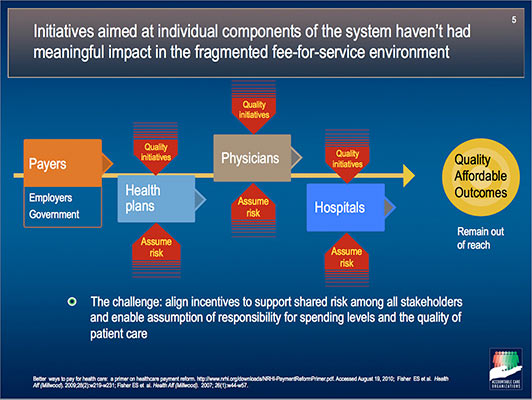 5
Initiatives aimed at individual components of the system haven't had
meaningful impact in the fragmented fee-for-service environment
Payers
Employers
Government
Quality
initiatives
Health
plans
Assume
risk
Quality
initiatives
Physicians
Assume
risk
Quality
initiatives
Hospitals
Assume
risk
Quality
Affordable
Outcomes
Remain out
of reach
The challenge: align incentives to support shared risk among all stakeholders
and enable assumption of responsibility for spending levels and the quality of
patient care
Better ways to pay for health care: a primer on healthcare payment reform. http://www.nrhi.org/downloads/NRHI-PaymentReformPrimer.pdf. Accessed August 19, 2010; Fisher ES et al. Health
Aff (Millwood). 2009;28(2):w219-w231; Fisher ES et al. Health Aff (Millwood). 2007; 26(1):w44-w57.
ACCOUNTABLE CARE
ORGANIZATIONS